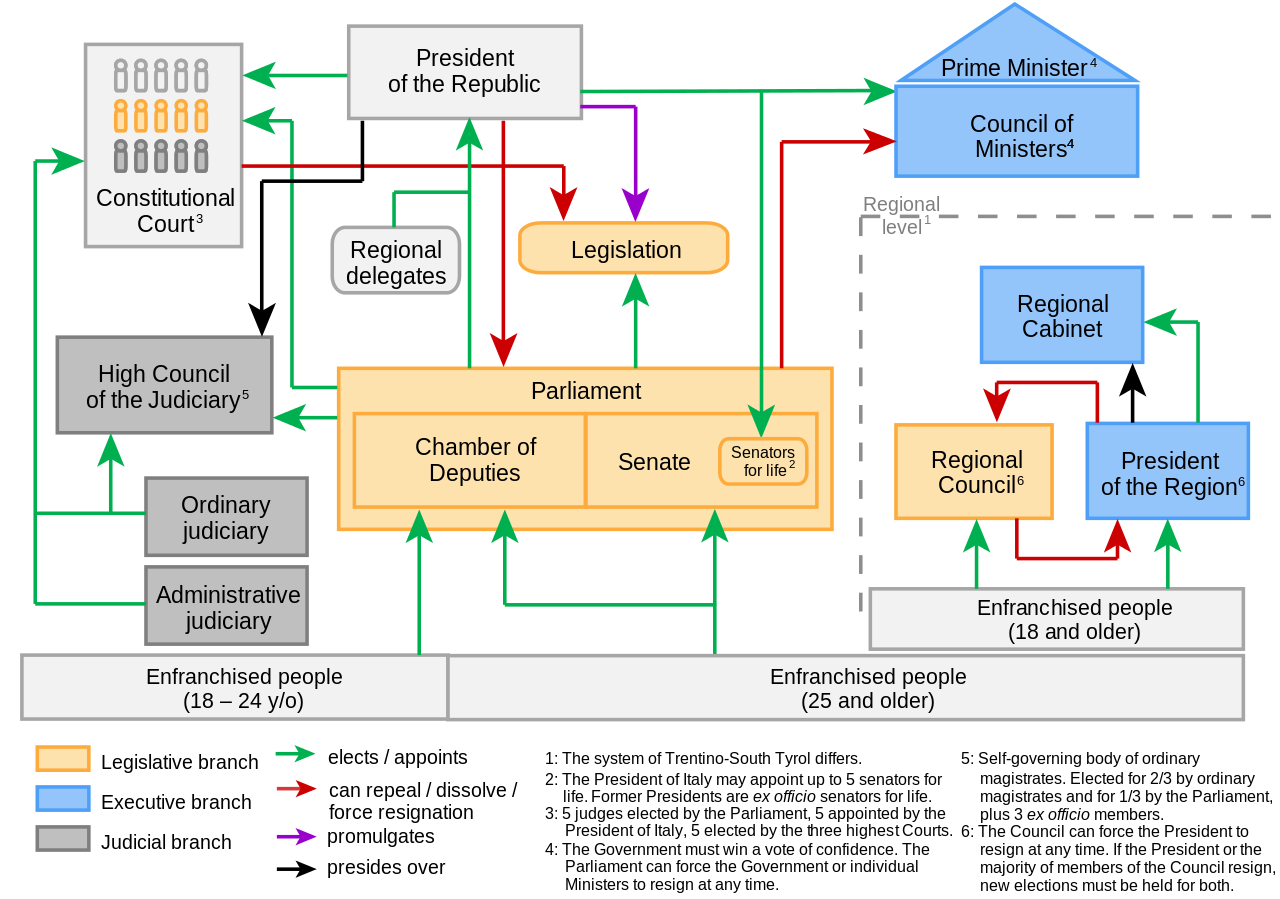 President
of the Republic
Prime Minister 4
Council of
Ministers4
Constitutional
Court 3
Regional
level 1
Regional
delegates
Legislation
Regional
Cabinet
High Council
of the Judiciary 5
Parliament
Chamber of
Deputies
Senate
Senators
for life 2
Regional
Council6
President
of the Region6
Ordinary
judiciary
Administrative
judiciary
Enfranchised people
(18 and older)
Enfranchised people
(18 – 24 y/o)
Enfranchised people
(25 and older)
Legislative branch
Executive branch
Judicial branch
elects / appoints
can repeal / dissolve /
force resignation
promulgates
presides over
1: The system of Trentino-South Tyrol differs.
2: The President of Italy may appoint up to 5 senators for
life. Former Presidents are ex officio senators for life.
3: 5 judges elected by the Parliament, 5 appointed by the
President of Italy, 5 elected by the three highest Courts.
4: The Government must win a vote of confidence. The
Parliament can force the Government or individual
Ministers to resign at any time.
5: Self-governing body of ordinary
magistrates. Elected for 2/3 by ordinary
magistrates and for 1/3 by the Parliament,
plus 3 ex officio members.
6: The Council can force the President to
resign at any time. If the President or the
majority of members of the Council resign,
new elections must be held for both.